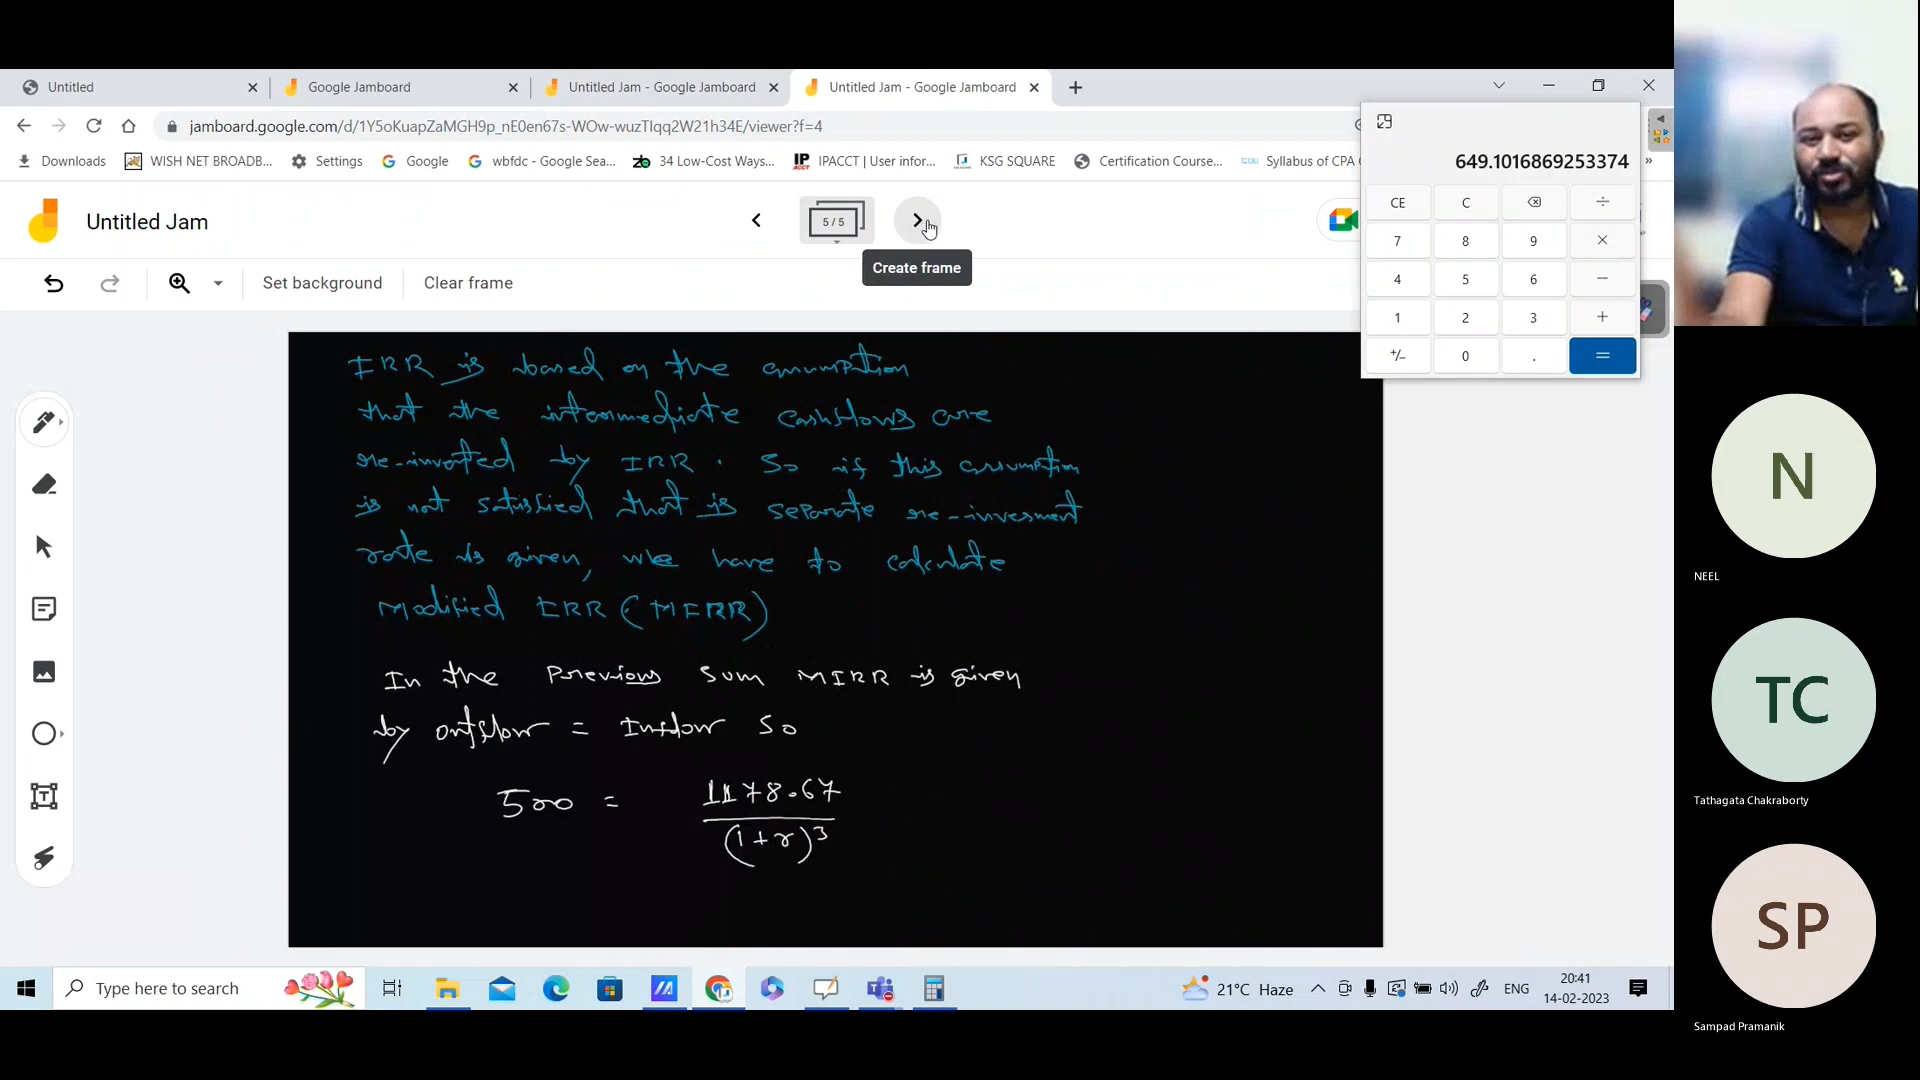 Untitled
Google Jamboard
Untitled Jam - Google Jamboard
Untitled Jam - Google Jamboard
jamboard.google.com/d/1Y5oKuapZaMGH9p_nE0en67s-WOw-wuzTIqq2W21h34E/viewer?f=4
Downloads WISH NET BROADB... Settings Google wbfdc - Google Sea... 34 Low-Cost Ways... IPACCT | User infor... KSG SQUARE Certification Course... Syllabus of CPA »
Untitled Jam
5 / 5
Create frame
Set background Clear frame
649.1016869253374
CE C ÷
7 8 9 ×
4 5 6 −
1 2 3 +
+/− 0 . =
IRR is based on the assumption
that the intermediate cashflows are
re-invested by IRR. So if this assumption
is not satisfied that is separate re-invesment
rate is given, we have to calculate
Modified IRR (MIRR)
In the Previous Sum MIRR is given
by outflow = Inflow So
500 = 1178.67
(1+r)³
N
NEEL
TC
Tathagata Chakraborty
SP
Sampad Pramanik
Type here to search
21°C Haze
ENG
20:41
14-02-2023